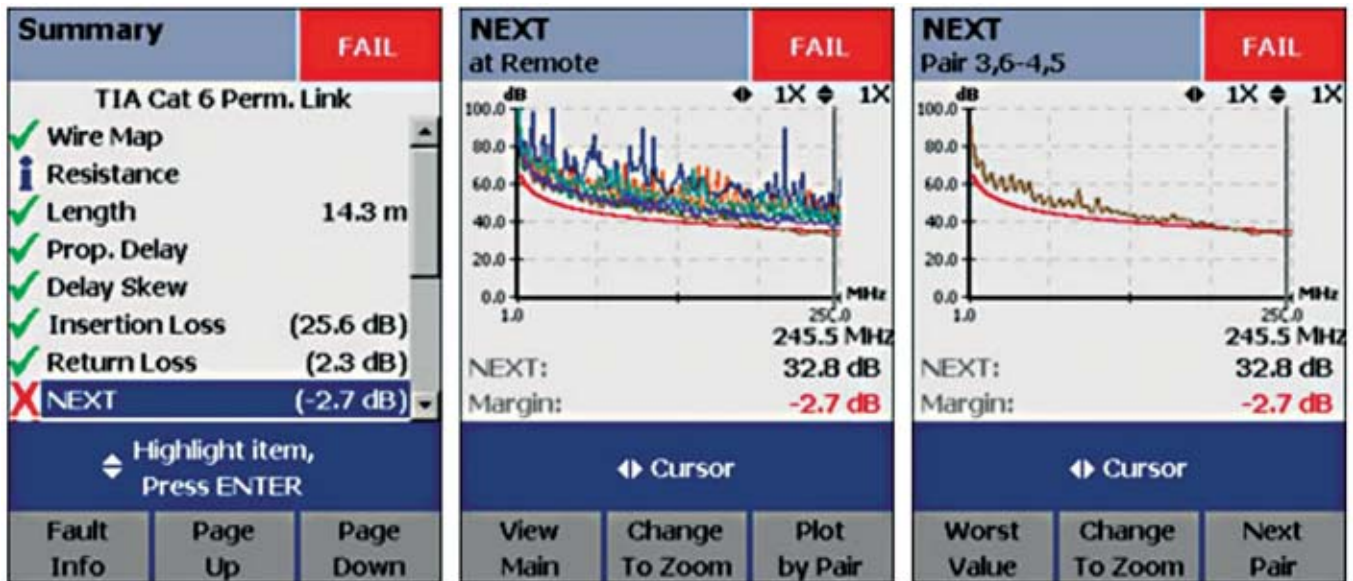 Summary
FAIL
TIA Cat 6 Perm. Link
Wire Map
Resistance
Length 14.3 m
Prop. Delay
Delay Skew
Insertion Loss (25.6 dB)
Return Loss (2.3 dB)
X NEXT (-2.7 dB)
Highlight item,
Press ENTER
Fault Info
Page Up
Page Down
NEXT
at Remote
FAIL
dB 1X 1X
100.0
80.0
60.0
40.0
20.0
0.0
MHz
1.0 250.0
245.5 MHz
NEXT: 32.8 dB
Margin: -2.7 dB
Cursor
View Main
Change To Zoom
Plot by Pair
NEXT
Pair 3,6-4,5
FAIL
dB 1X 1X
100.0
80.0
60.0
40.0
20.0
0.0
MHz
1.0 250.0
245.5 MHz
NEXT: 32.8 dB
Margin: -2.7 dB
Cursor
Worst Value
Change To Zoom
Next Pair